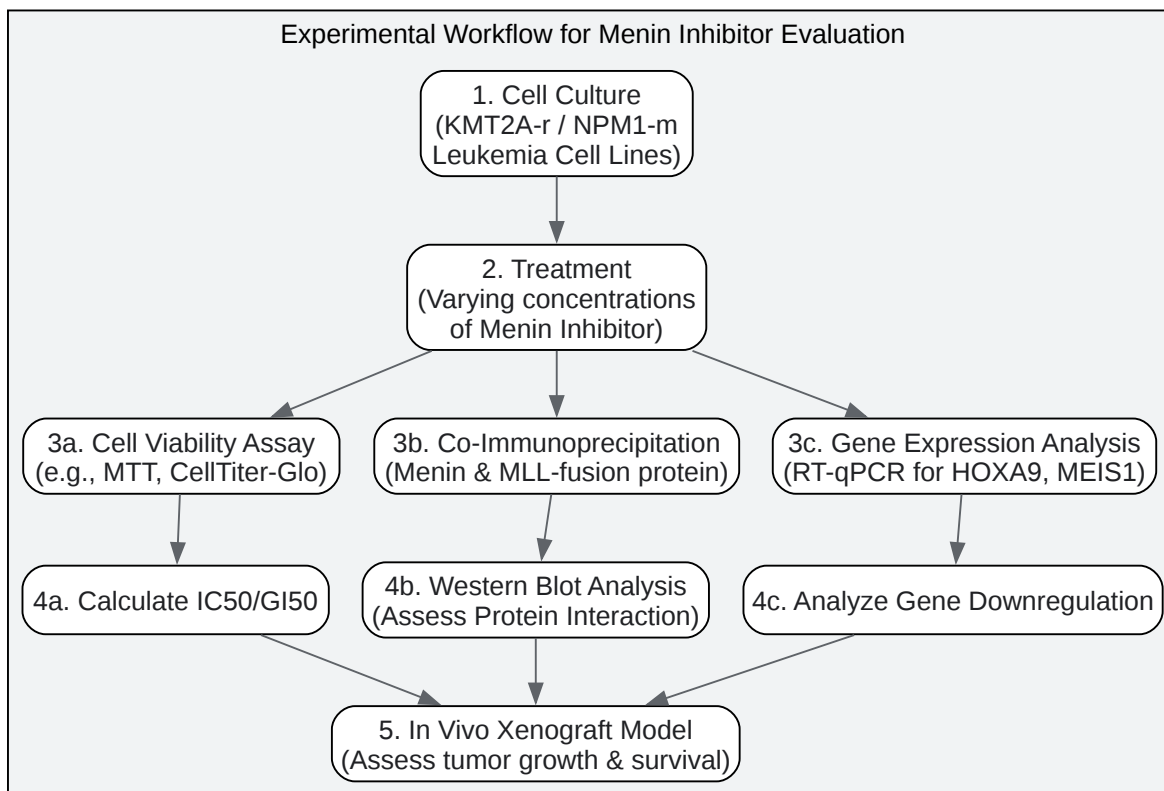 Experimental Workflow for Menin Inhibitor Evaluation
1. Cell Culture
(KMT2A-r / NPM1-m
Leukemia Cell Lines)
2. Treatment
(Varying concentrations
of Menin Inhibitor)
3a. Cell Viability Assay
(e.g., MTT, CellTiter-Glo)
3b. Co-Immunoprecipitation
(Menin & MLL-fusion protein)
3c. Gene Expression Analysis
(RT-qPCR for HOXA9, MEIS1)
4a. Calculate IC50/GI50
4b. Western Blot Analysis
(Assess Protein Interaction)
4c. Analyze Gene Downregulation
5. In Vivo Xenograft Model
(Assess tumor growth & survival)